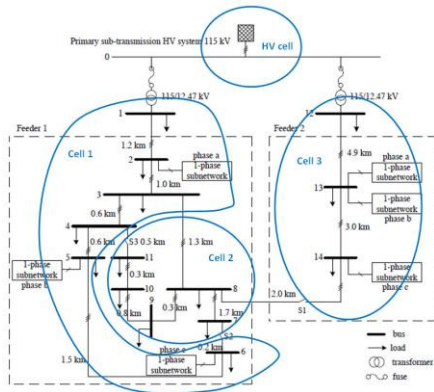 Primary sub-transmission HV system 115 kV
HV cell
0
115/12.47 kV
115/12.47 kV
1
12
Feeder 1
Feeder 2
1.2 km
Cell 1
2
phase a
1-phase
subnetwork
1.0 km
3
4.9 km
Cell 3
phase a
1-phase
subnetwork
13
1-phase
subnetwork
phase b
0.6 km
4
0.6 km
S3 0.5 km
1.3 km
3.0 km
5
11
Cell 2
1-phase
subnetwork
phase b
0.3 km
10
8
14
1-phase
subnetwork
phase c
9
0.8 km
0.3 km
2.0 km
S1
1.7 km
7
S2
phase c
0.2 km
1-phase
subnetwork
6
1.5 km
bus
load
transformer
fuse